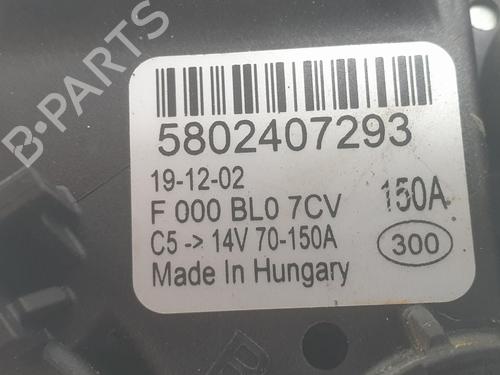 B-PARTS
5802407293
19-12-02
F 000 BL0 7CV 150A
C5 -> 14V 70-150A 300
Made In Hungary